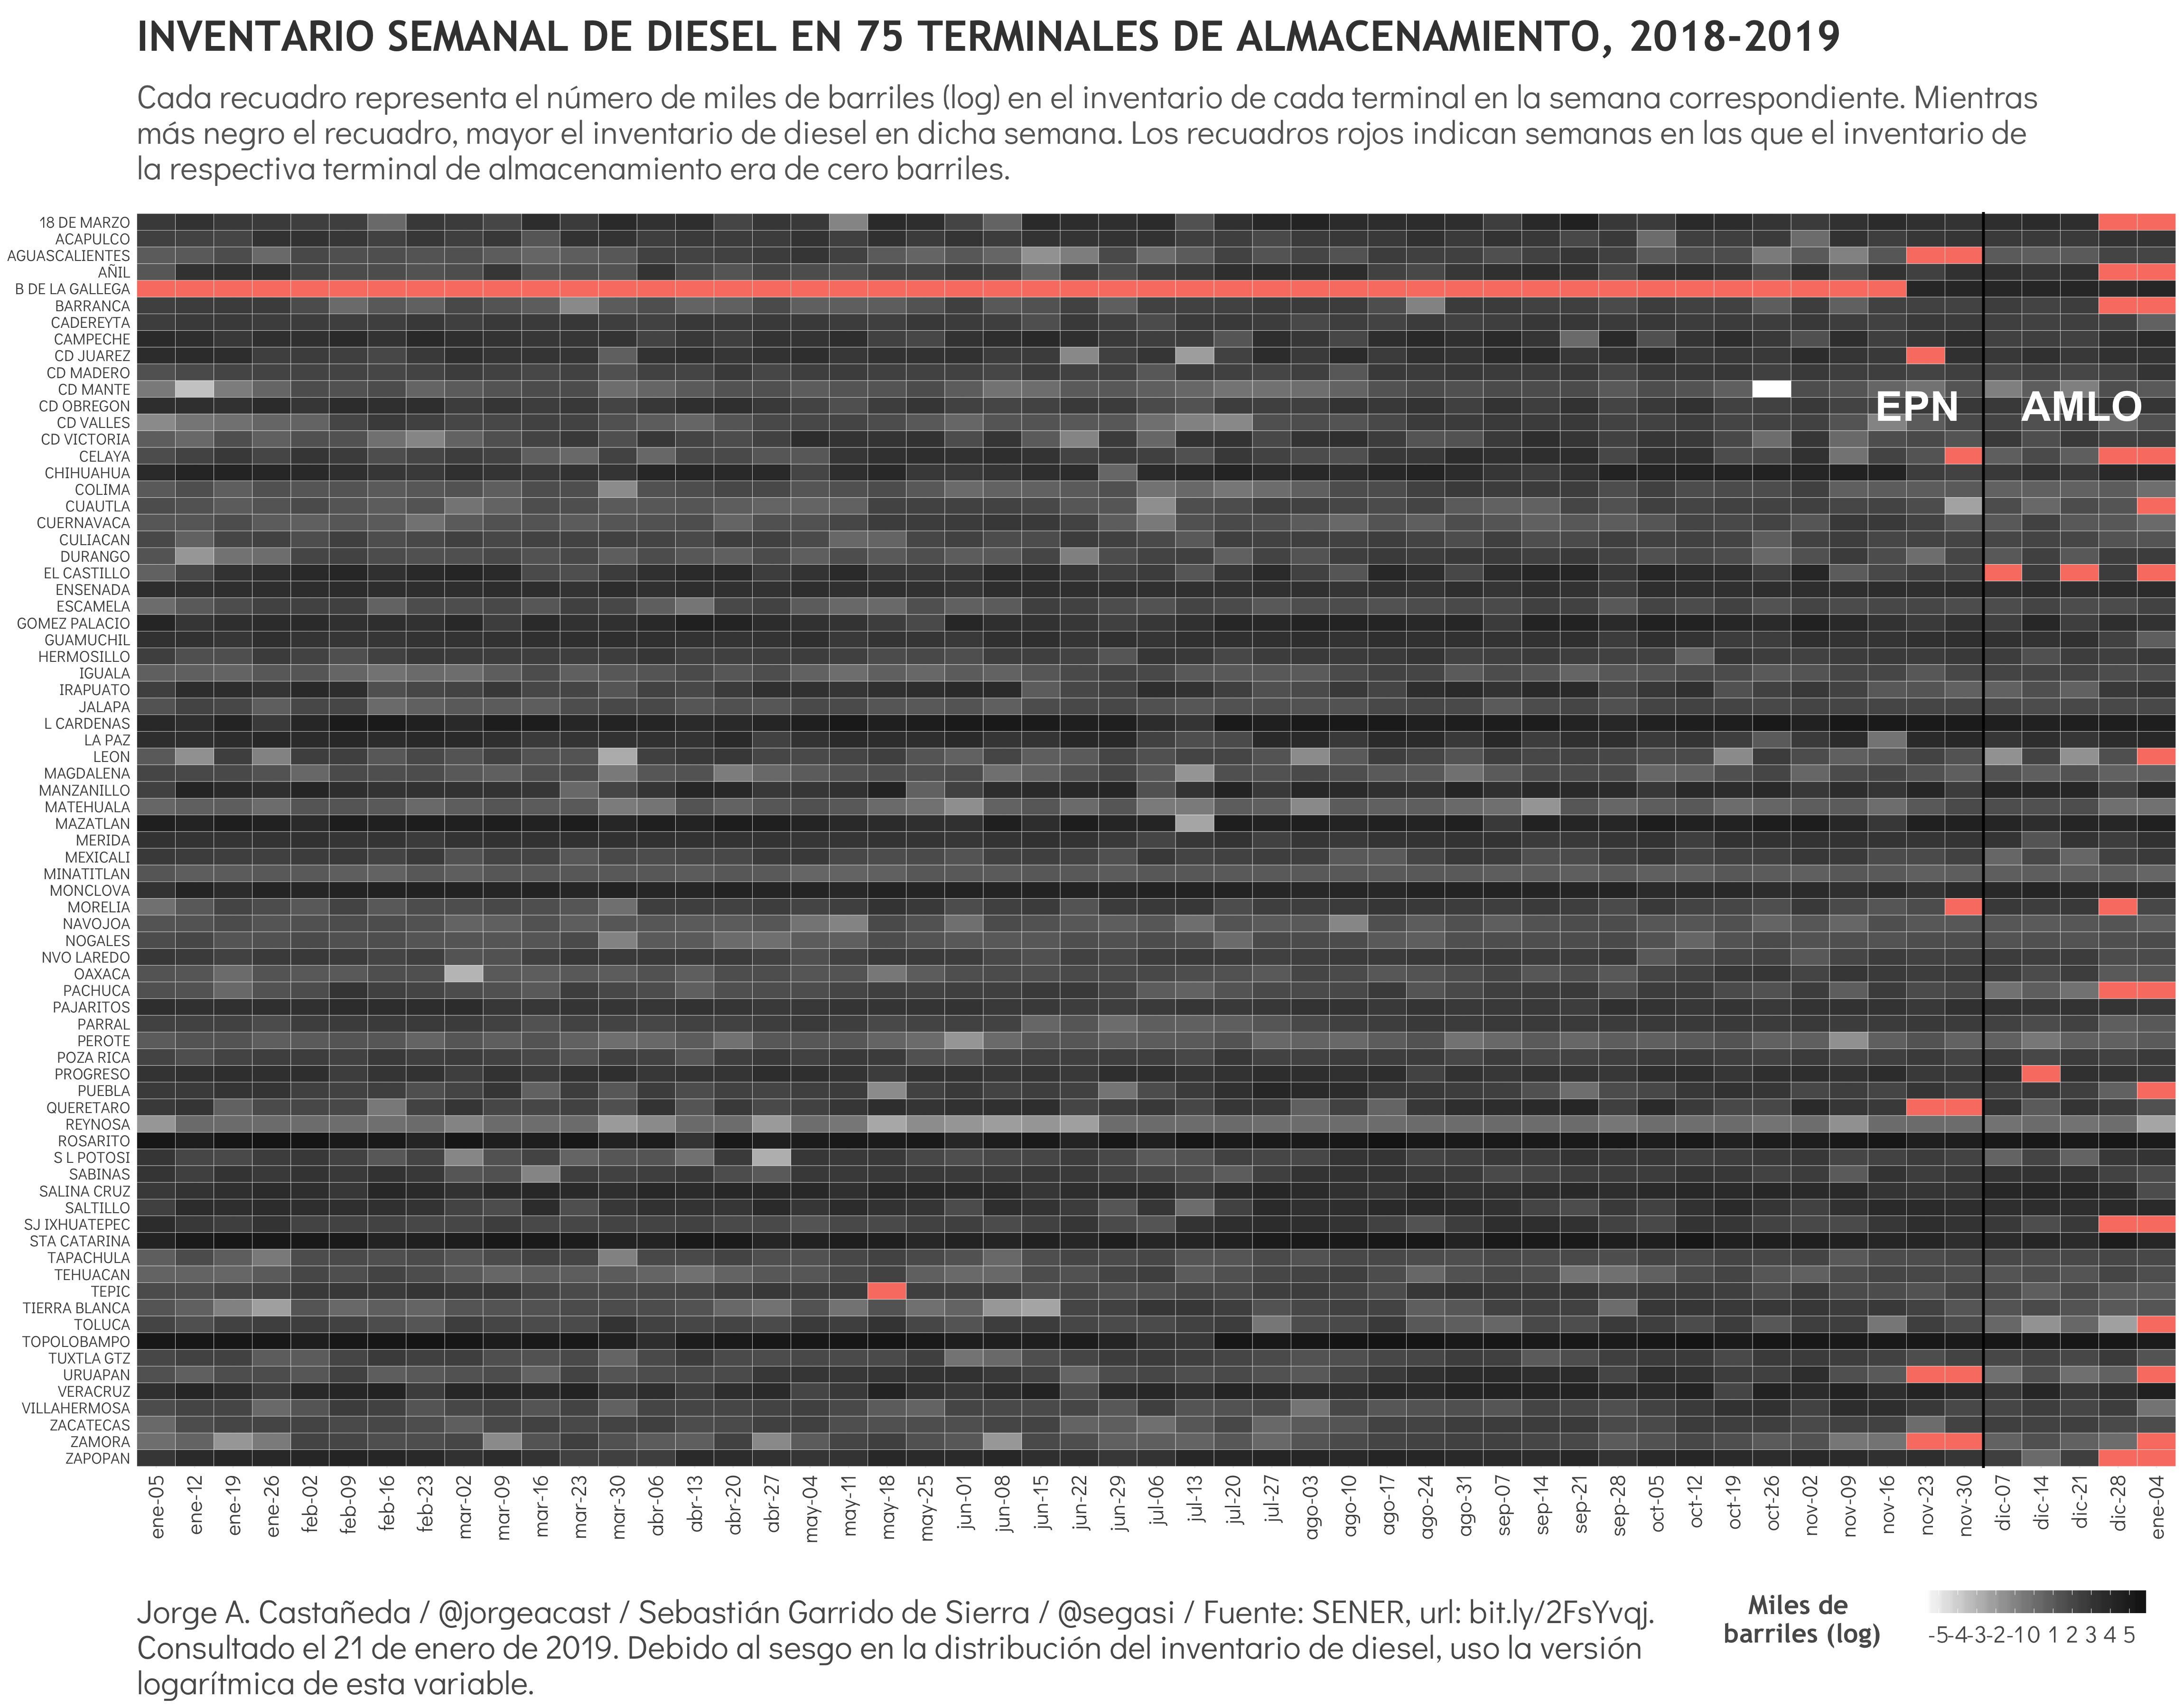 INVENTARIO SEMANAL DE DIESEL EN 75 TERMINALES DE ALMACENAMIENTO, 2018-2019
Cada recuadro representa el número de miles de barriles (log) en el inventario de cada terminal en la semana correspondiente. Mientras
más negro el recuadro, mayor el inventario de diesel en dicha semana. Los recuadros rojos indican semanas en las que el inventario de
la respectiva terminal de almacenamiento era de cero barriles.
18 DE MARZO
ACAPULCO
AGUASCALIENTES
AÑIL
B DE LA GALLEGA
BARRANCA
CADEREYTA
CAMPECHE
CD JUAREZ
CD MADERO
CD MANTE
CD OBREGON
EPN AMLO
CD VALLES
CD VICTORIA
CELAYA
CHIHUAHUA
COLIMA
CUAUTLA
CUERNAVACA
CULIACAN
DURANGO
EL CASTILLO
ENSENADA
ESCAMELA
GOMEZ PALACIO
GUAMUCHIL
HERMOSILLO
IGUALA
IRAPUATO
JALAPA
L CARDENAS
LA PAZ
LEON
MAGDALENA
MANZANILLO
MATEHUALA
MAZATLAN
MERIDA
MEXICALI
MINATITLAN
MONCLOVA
MORELIA
NAVOJOA
NOGALES
NVO LAREDO
OAXACA
PACHUCA
PAJARITOS
PARRAL
PEROTE
POZA RICA
PROGRESO
PUEBLA
QUERETARO
REYNOSA
ROSARITO
S L POTOSI
SABINAS
SALINA CRUZ
SALTILLO
SJ IXHUATEPEC
STA CATARINA
TAPACHULA
TEHUACAN
TEPIC
TIERRA BLANCA
TOLUCA
TOPOLOBAMPO
TUXTLA GTZ
URUAPAN
VERACRUZ
VILLAHERMOSA
ZACATECAS
ZAMORA
ZAPOPAN
ene-05 ene-12 ene-19 ene-26 feb-02 feb-09 feb-16 feb-23 mar-02 mar-09 mar-16 mar-23 mar-30 abr-06 abr-13 abr-20 abr-27 may-04 may-11 may-18 may-25 jun-01 jun-08 jun-15 jun-22 jun-29 jul-06 jul-13 jul-20 jul-27 ago-03 ago-10 ago-17 ago-24 ago-31 sep-07 sep-14 sep-21 sep-28 oct-05 oct-12 oct-19 oct-26 nov-02 nov-09 nov-16 nov-23 nov-30 dic-07 dic-14 dic-21 dic-28 ene-04
Jorge A. Castañeda / @jorgeacast / Sebastián Garrido de Sierra / @segasi / Fuente: SENER, url: bit.ly/2FsYvqj.
Consultado el 21 de enero de 2019. Debido al sesgo en la distribución del inventario de diesel, uso la versión
logarítmica de esta variable.
Miles de
barriles (log)
-5 -4 -3 -2 -1 0 1 2 3 4 5